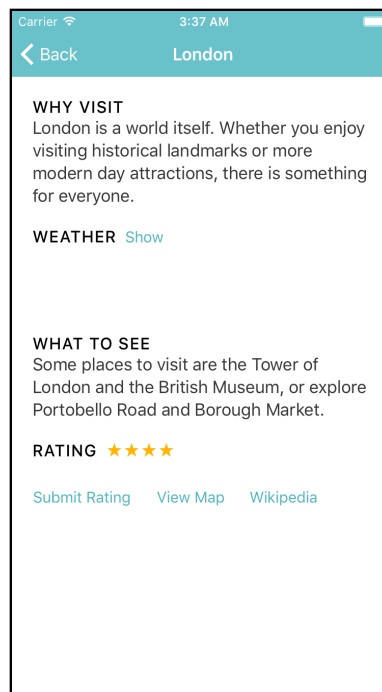 Carrier 3:37 AM
Back London
WHY VISIT
London is a world itself. Whether you enjoy
visiting historical landmarks or more
modern day attractions, there is something
for everyone.
WEATHER Show
WHAT TO SEE
Some places to visit are the Tower of
London and the British Museum, or explore
Portobello Road and Borough Market.
RATING ★★★★
Submit Rating View Map Wikipedia